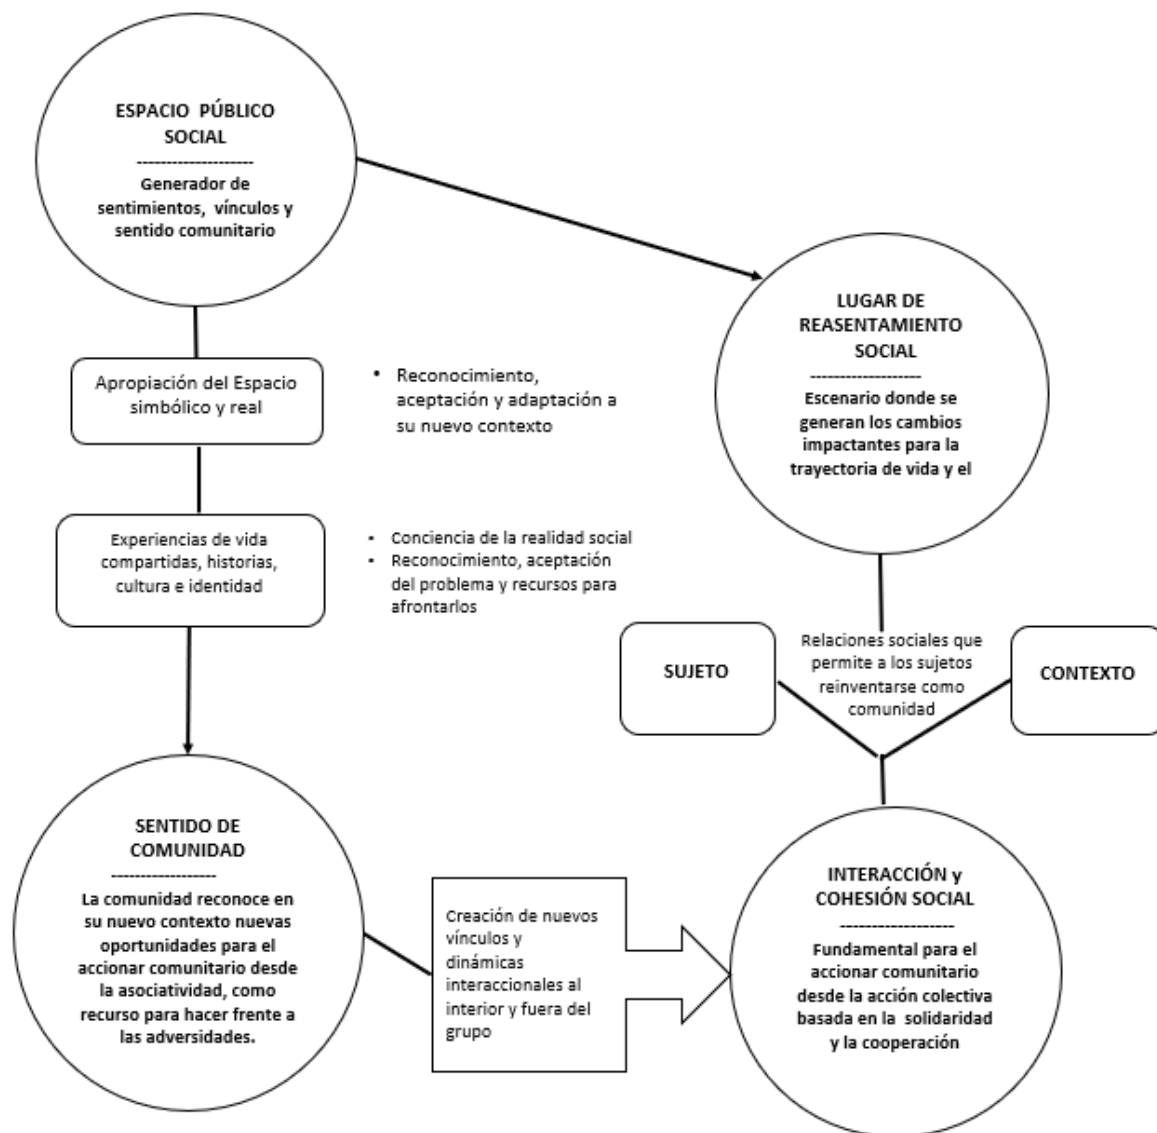 ESPACIO PÚBLICO
SOCIAL
--------------------
Generador de
sentimientos, vínculos y
sentido comunitario
LUGAR DE
REASENTAMIENTO
SOCIAL
-------------------
Escenario donde se
generan los cambios
impactantes para la
trayectoria de vida y el
Apropiación del Espacio
simbólico y real
• Reconocimiento,
aceptación y adaptación a
su nuevo contexto
Experiencias de vida
compartidas, historias,
cultura e identidad
- Conciencia de la realidad social
- Reconocimiento, aceptación
del problema y recursos para
afrontarlos
SUJETO
Relaciones sociales que
permite a los sujetos
reinventarse como
comunidad
CONTEXTO
SENTIDO DE
COMUNIDAD
------------------
La comunidad reconoce en
su nuevo contexto nuevas
oportunidades para el
accionar comunitario desde
la asociatividad, como
recurso para hacer frente a
las adversidades.
Creación de nuevos
vínculos y
dinámicas
interaccionales al
interior y fuera del
grupo
INTERACCIÓN y
COHESIÓN SOCIAL
-------------------
Fundamental para el
accionar comunitario
desde la acción colectiva
basada en la solidaridad
y la cooperación